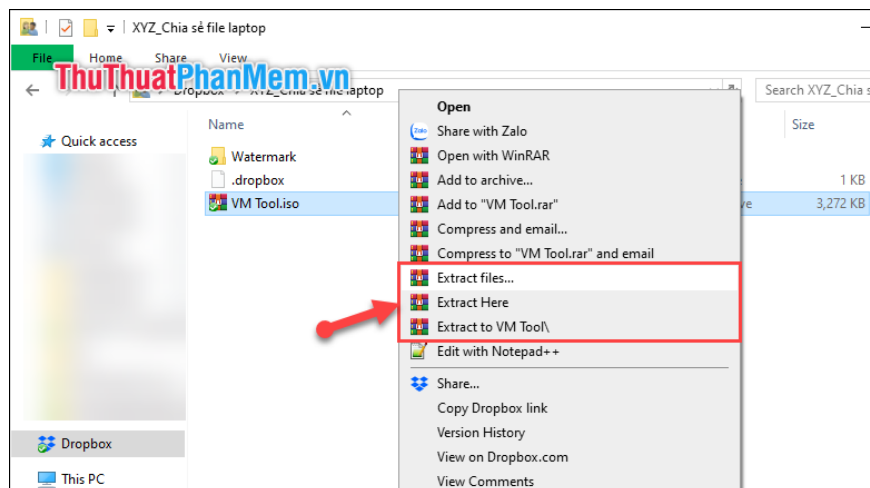 XYZ_Chia sẻ file laptop
File Home Share View
ThuThuatPhanMem.vn
Dropbox XYZ_Chia sẻ file laptop
Search XYZ_Chia s
Name
Size
Quick access
Watermark
.dropbox
1 KB
VM Tool.iso
ve
3,272 KB
Dropbox
This PC
Open
Share with Zalo
Open with WinRAR
Add to archive...
Add to "VM Tool.rar"
Compress and email...
Compress to "VM Tool.rar" and email
Extract files...
Extract Here
Extract to VM Tool\
Edit with Notepad++
Share...
Copy Dropbox link
Version History
View on Dropbox.com
View Comments